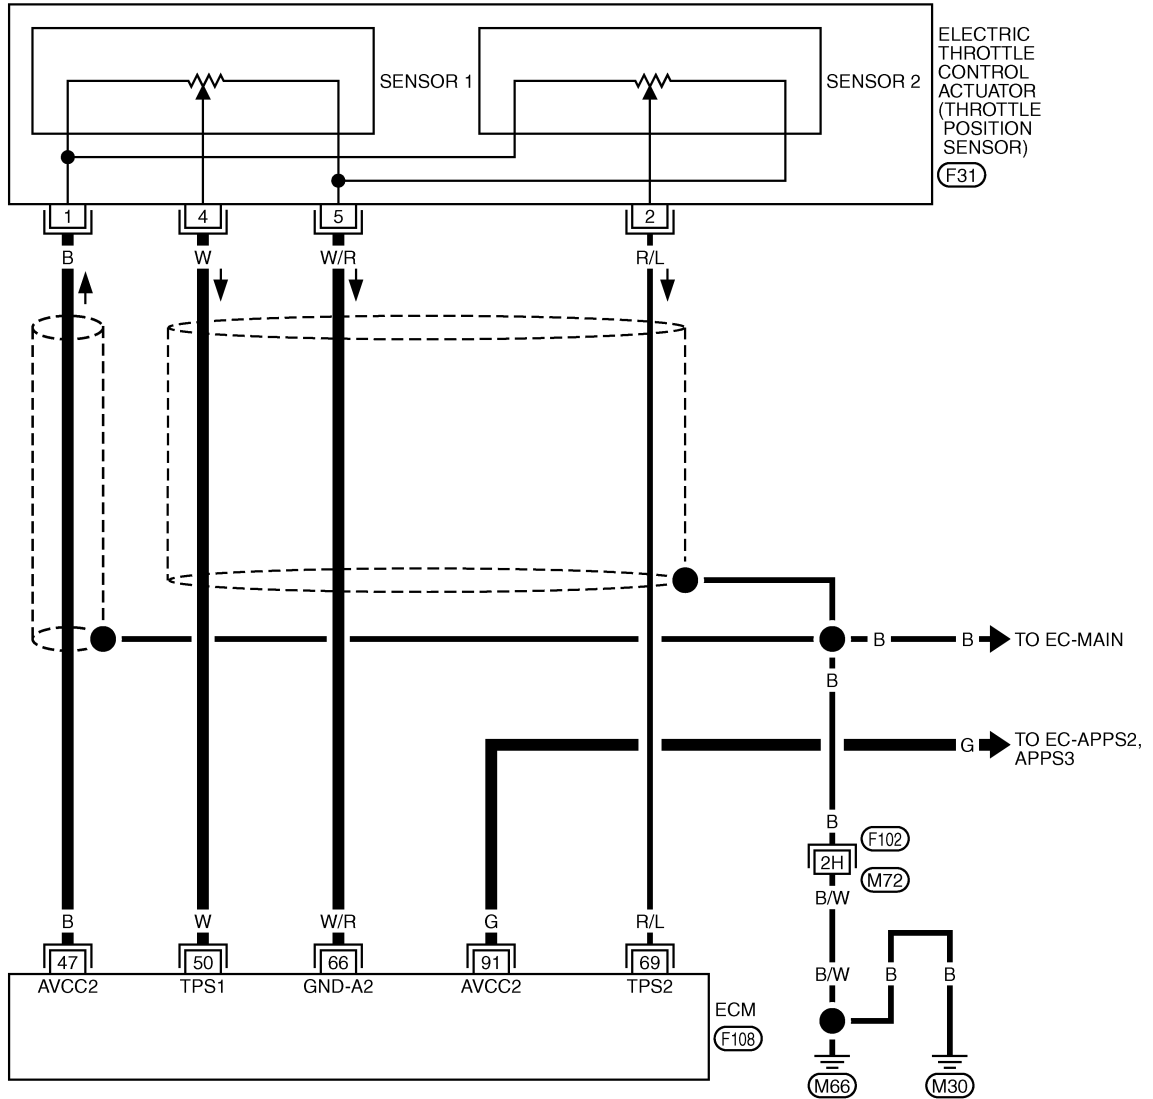 ELECTRIC
THROTTLE
CONTROL
ACTUATOR
(THROTTLE
POSITION
SENSOR)
F31
SENSOR 1
SENSOR 2
1
4
5
2
B
W
W/R
R/L
B
B
TO EC-MAIN
B
G
TO EC-APPS2,
APPS3
B
F102
2H
M72
B/W
B
W
W/R
G
R/L
47
50
66
91
69
AVCC2
TPS1
GND-A2
AVCC2
TPS2
B/W
B
B
ECM
F108
M66
M30